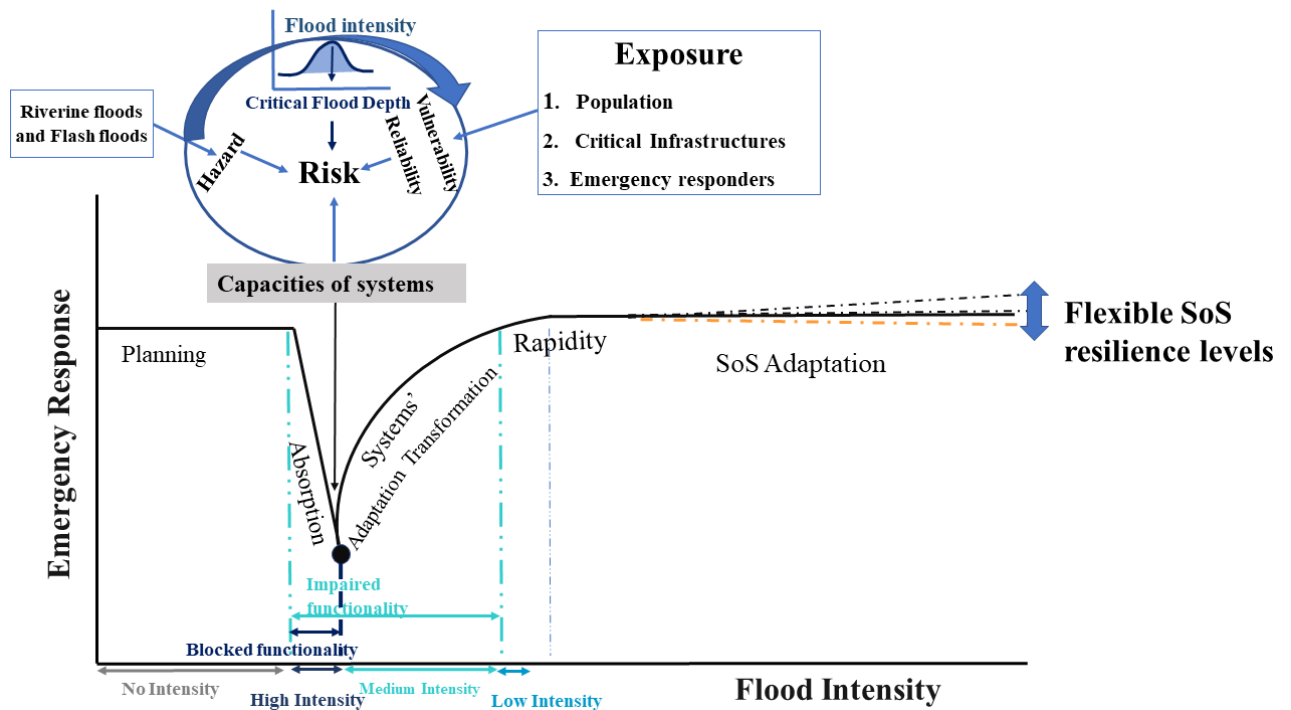 Flood intensity
Critical Flood Depth
Riverine floods
and Flash floods
Hazard
Risk
Reliability
Vulnerability
Exposure
1. Population
2. Critical Infrastructures
3. Emergency responders
Capacities of systems
Emergency Response
Planning
Absorption
Systems’
Adaptation Transformation
Rapidity
SoS Adaptation
Flexible SoS
resilience levels
Impaired
functionality
Blocked functionality
No Intensity
High Intensity
Medium Intensity
Low Intensity
Flood Intensity